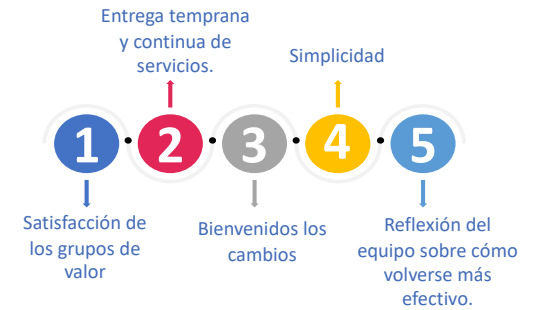 1
Satisfacción de
los grupos de
valor
2
Entrega temprana
y continua de
servicios.
3
Bienvenidos los
cambios
4
Simplicidad
5
Reflexión del
equipo sobre cómo
volverse más
efectivo.